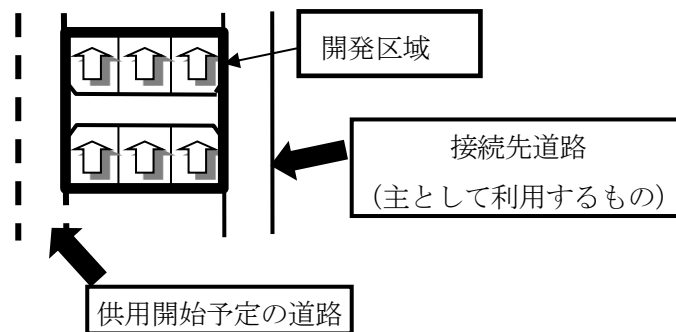 開発区域
接続先道路
（主として利用するもの）
供用開始予定の道路